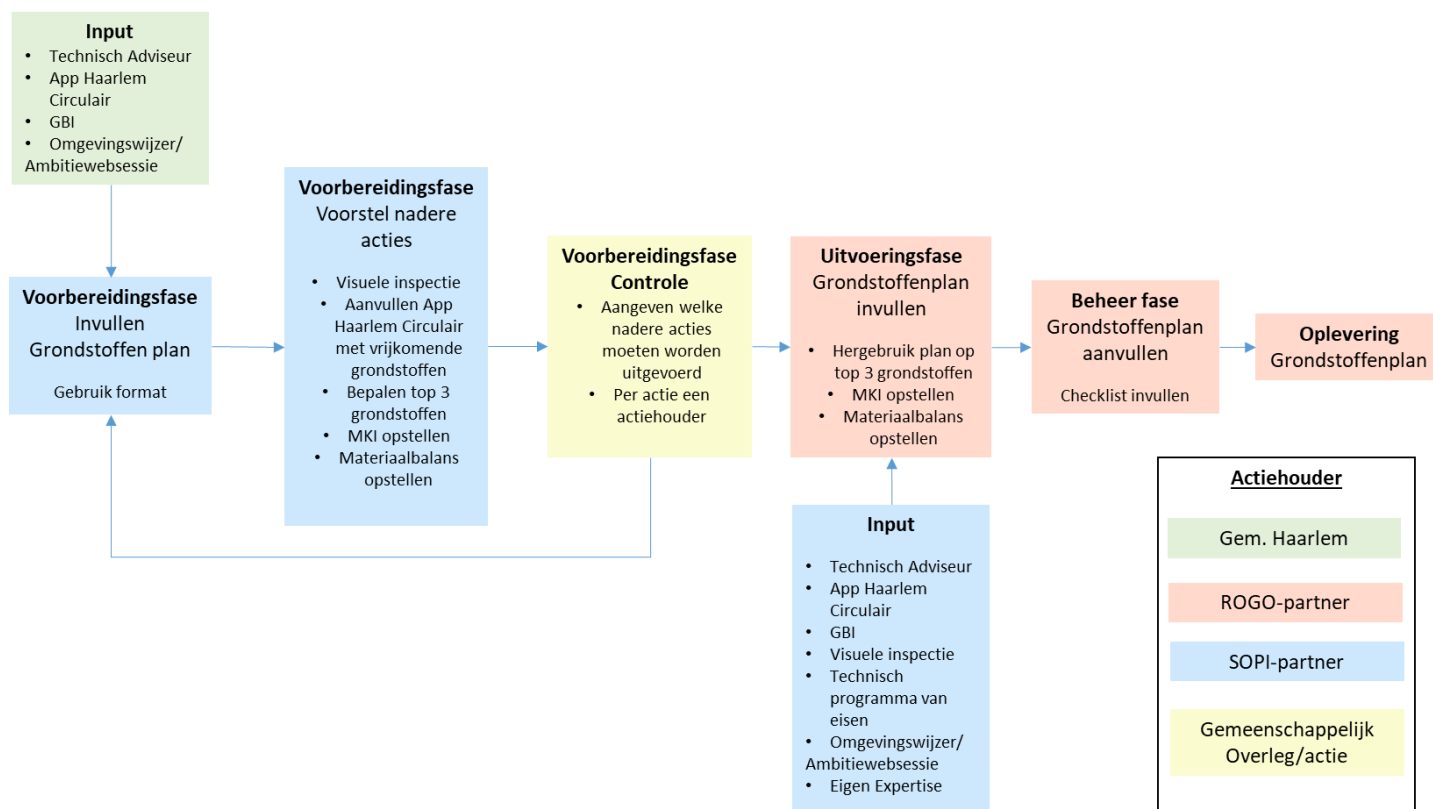 Input
• Technisch Adviseur
• App Haarlem
Circulair
• GBI
• Omgevingswijzer/
Ambitiewebsessie
Voorbereidingsfase
Invullen
Grondstoffen plan
Gebruik format
Voorbereidingsfase
Voorstel nadere
acties
• Visuele inspectie
• Aanvullen App
Haarlem Circulair
met vrijkomende
grondstoffen
• Bepalen top 3
grondstoffen
• MKI opstellen
• Materiaalbalans
opstellen
Voorbereidingsfase
Controle
• Aangeven welke
nadere acties
moeten worden
uitgevoerd
• Per actie een
actiehouder
Uitvoeringsfase
Grondstoffenplan
invullen
• Hergebruik plan op
top 3 grondstoffen
• MKI opstellen
• Materiaalbalans
opstellen
Beheer fase
Grondstoffenplan
aanvullen
Checklist invullen
Oplevering
Grondstoffenplan
Input
• Technisch Adviseur
• App Haarlem
Circulair
• GBI
• Visuele inspectie
• Technisch
programma van
eisen
• Omgevingswijzer/
Ambitiewebsessie
• Eigen Expertise
Actiehouder
Gem. Haarlem
ROGO-partner
SOPI-partner
Gemeenschappelijk
Overleg/actie